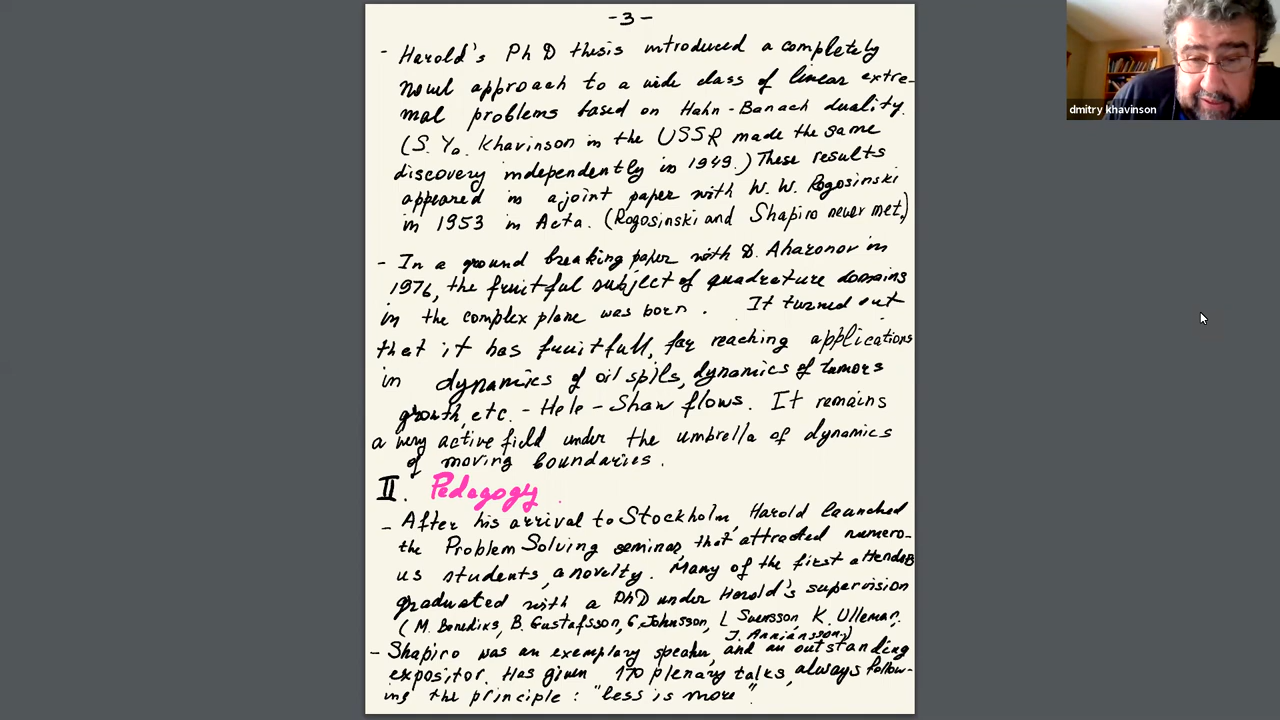 -3-
- Harold's PhD thesis introduced a completely
novel approach to a wide class of linear extre-
mal problems based on Hahn-Banach duality.
(S. Ya. Khavinson in the USSR made the same
discovery independently in 1949.) These results
appeared in a joint paper with W. W. Rogosinski
in 1953 in Acta. (Rogosinski and Shapiro never met.)
- In a ground breaking paper with D. Aharonov in
1976, the fruitful subject of quadrature domains
in the complex plane was born. It turned out
that it has fruitfull, far reaching applications
in dynamics of oil spils, dynamics of tumors
growth, etc. - Hele-Shaw flows. It remains
a very active field under the umbrella of dynamics
of moving boundaries.
II. Pedagogy
- After his arrival to Stockholm, Harold launched
the Problem Solving seminar, that attracted numero-
us students, a novelty. Many of the first attendees
graduated with a PhD under Harold's supervision
(M. Benedicks, B. Gustafsson, G. Johnsson, L Svensson, K. Ullemar,
J. Anniansson)
- Shapiro was an exemplary speaker, and an outstanding
expositor. Has given 170 plenary talks, always follow-
ing the principle: "less is more".
dmitry khavinson